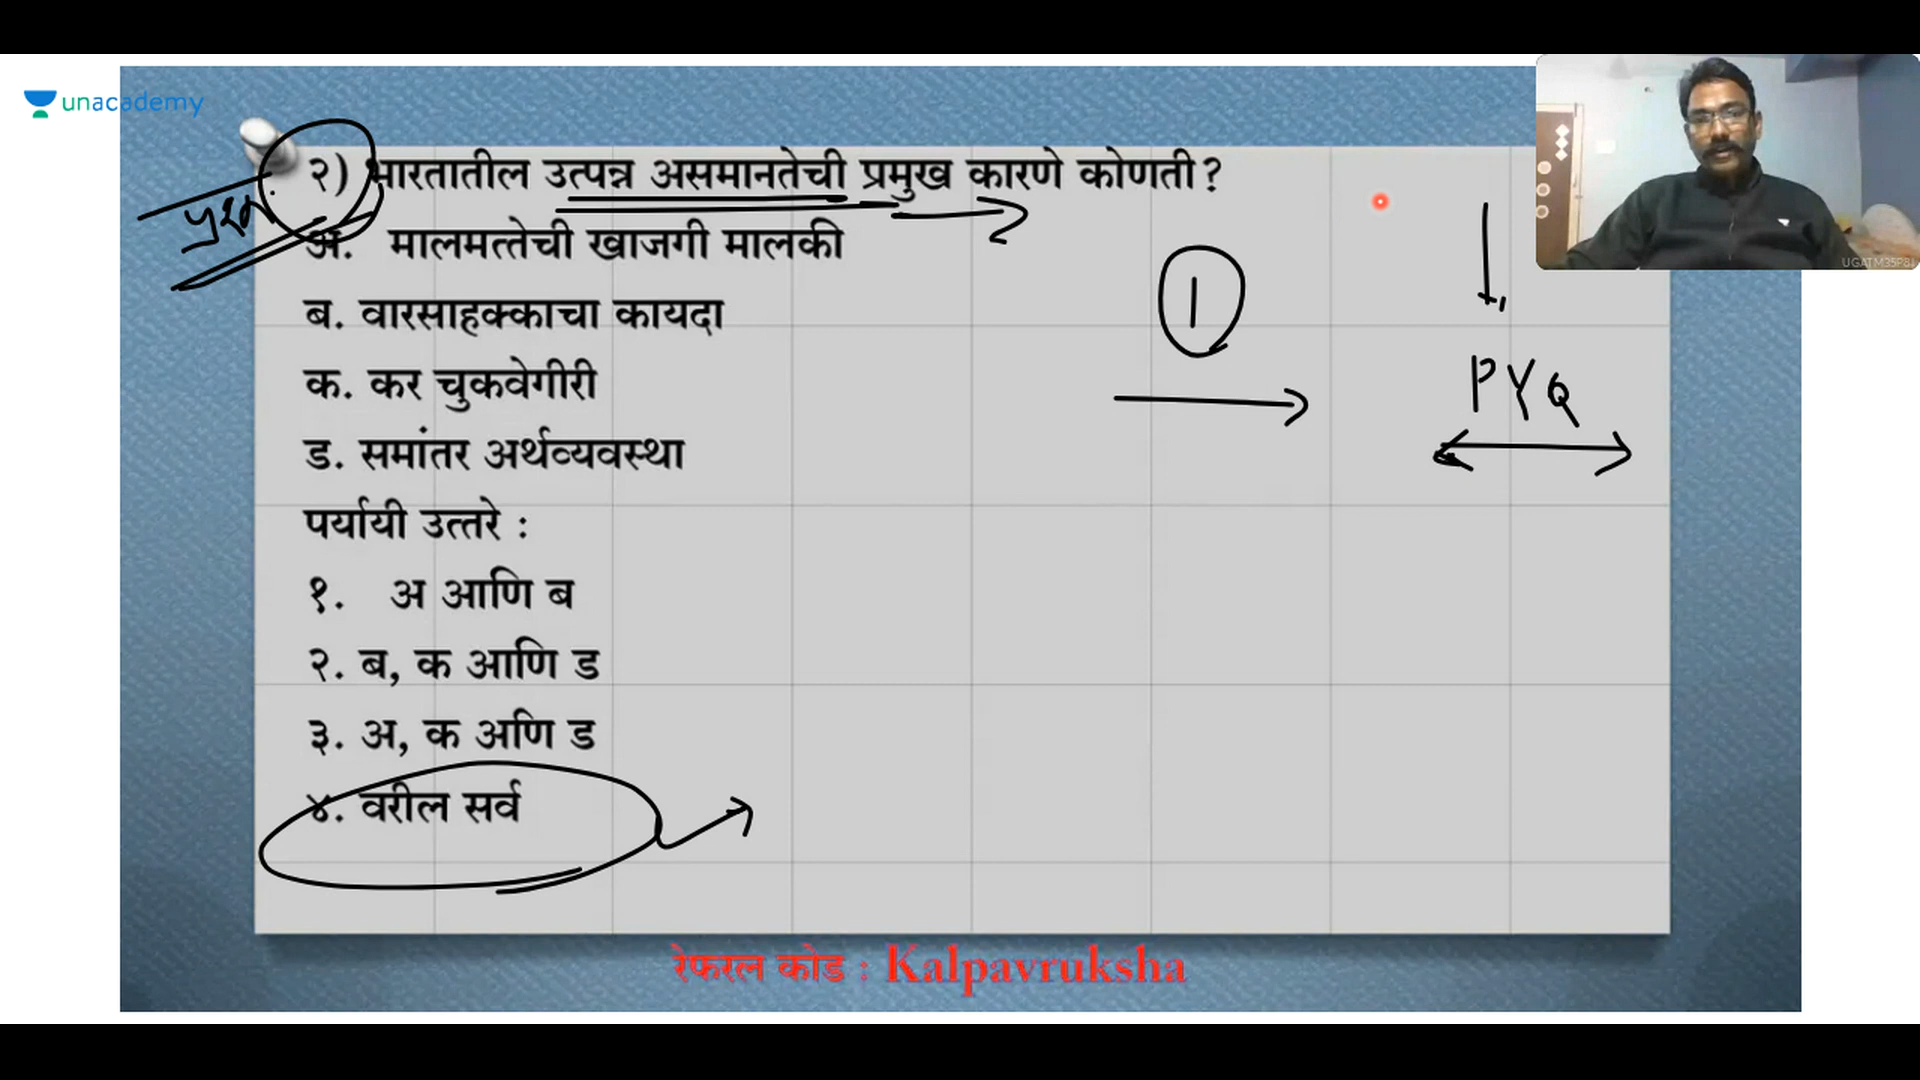 unacademy
२) भारतातील उत्पन्न असमानतेची प्रमुख कारणे कोणती?
प्रश्न
अ. मालमत्तेची खाजगी मालकी
ब. वारसाहक्काचा कायदा
क. कर चुकवेगीरी
ड. समांतर अर्थव्यवस्था
पर्यायी उत्तरे :
१. अ आणि ब
२. ब, क आणि ड
३. अ, क अणि ड
४. वरील सर्व
1
PYQ
रेफरल कोड : Kalpavruksha